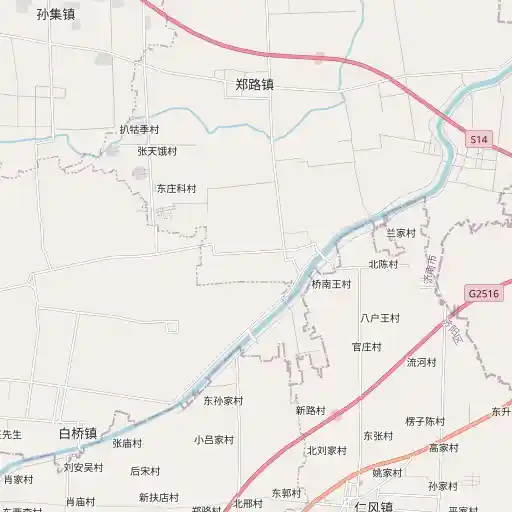 孙集镇
郑路镇
扒牯季村
张天饿村
S14
东庄科村
兰家村
北陈村
济南市
桥南王村
G2516
八户王村
济阳区
官庄村
流河村
东孙家村
新路村
东升
楞子陈村
白桥镇
先生
张庙村
小吕家村
东张村
北刘家村
高家村
刘安吴村
后宋村
姚家村
肖家村
孙家村
东郭村
新扶店村
肖庙村
北邢村
仁风镇
郑路村